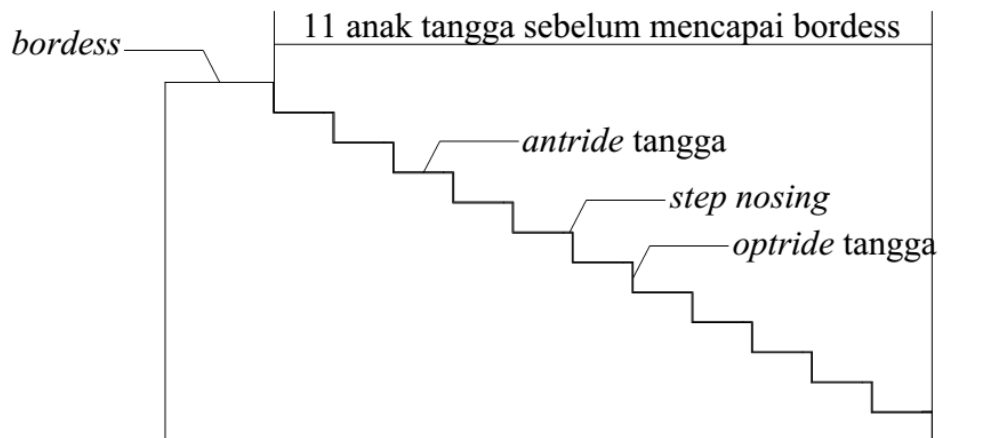 11 anak tangga sebelum mencapai bordess
bordess
antride tangga
step nosing
optride tangga